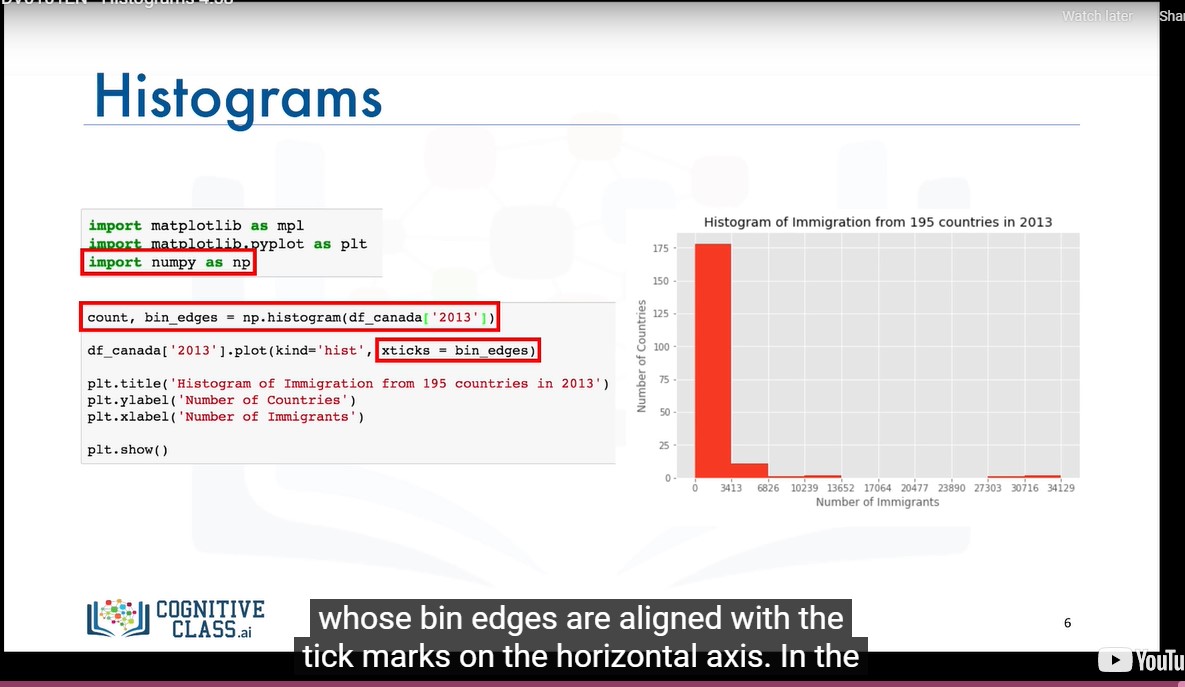 Histograms 4:08
Watch later
Shar
Histograms
import matplotlib as mpl
import matplotlib.pyplot as plt
import numpy as np
count, bin_edges = np.histogram(df_canada['2013'])
df_canada['2013'].plot(kind='hist', xticks = bin_edges)
plt.title('Histogram of Immigration from 195 countries in 2013')
plt.ylabel('Number of Countries')
plt.xlabel('Number of Immigrants')
plt.show()
Histogram of Immigration from 195 countries in 2013
Number of Countries
175
150
125
100
75
50
25
0
0 3413 6826 10239 13652 17064 20477 23890 27303 30716 34129
Number of Immigrants
COGNITIVE
CLASS.ai
6
whose bin edges are aligned with the
tick marks on the horizontal axis. In the
YouTu